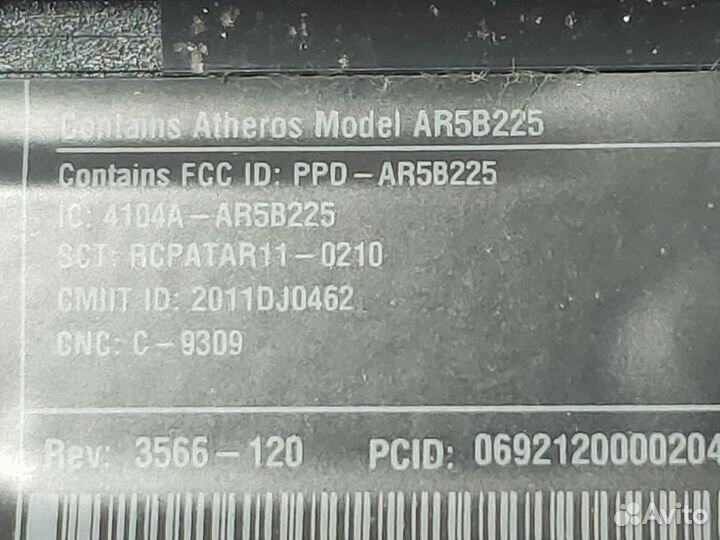 Contains Atheros Model AR5B225
Contains FCC ID: PPD-AR5B225
IC: 4104A-AR5B225
SCT: RCPATAR11-0210
CMIIT ID: 2011DJ0462
CNC: C-9309
Rev: 3566-120 PCID: 0692120000204
Avito